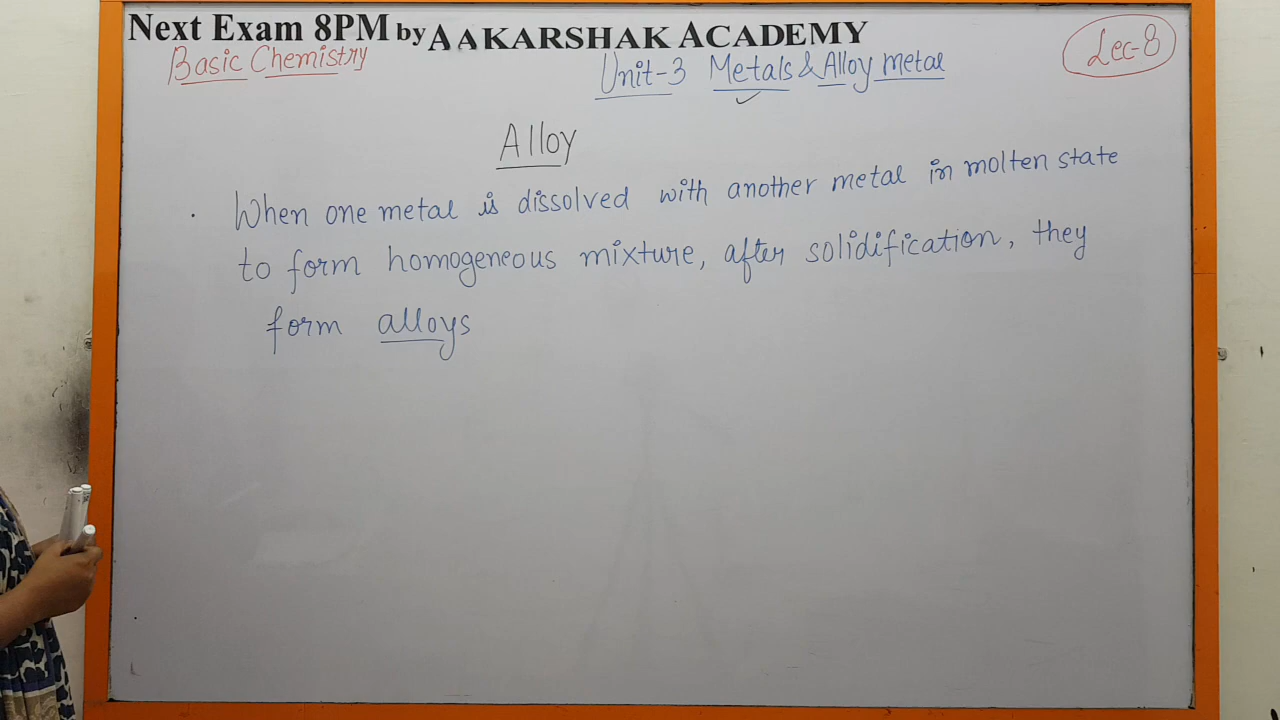 Next Exam 8PM by AAKARSHAK ACADEMY
Basic Chemistry
Unit-3 Metals & Alloy metal
Lec-8
Alloy
When one metal is dissolved with another metal in molten state
to form homogeneous mixture, after solidification, they
form alloys